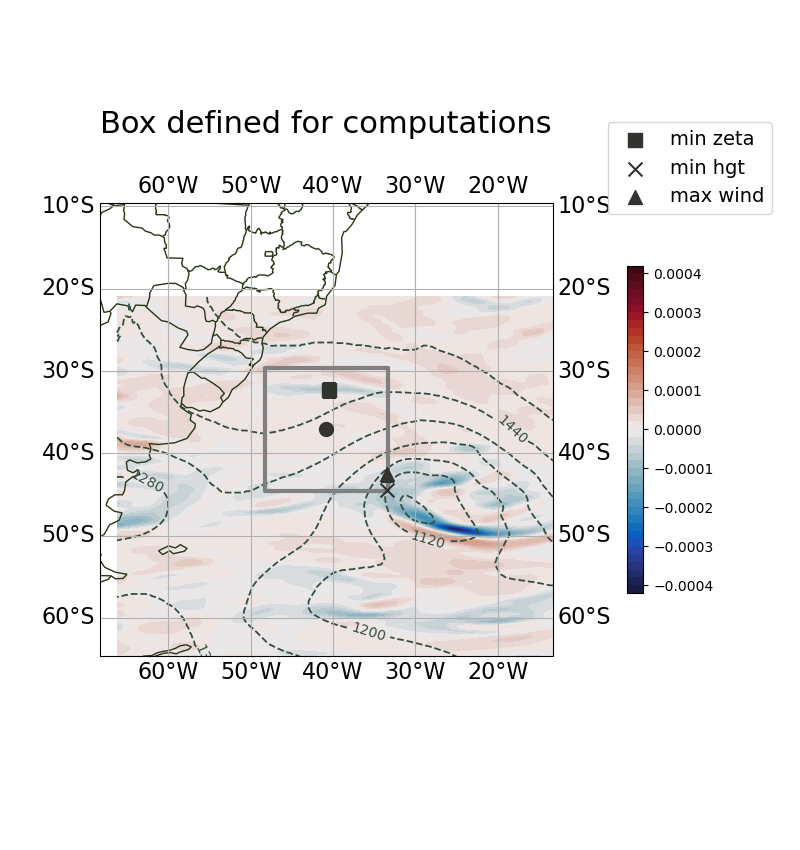 Box defined for computations
min zeta
min hgt
max wind
60°W 50°W 40°W 30°W 20°W
10°S 10°S
20°S 20°S
30°S 30°S
40°S 40°S
50°S 50°S
60°S 60°S
60°W 50°W 40°W 30°W 20°W
1440
1280
1120
1200
0.0004
0.0003
0.0002
0.0001
0.0000
−0.0001
−0.0002
−0.0003
−0.0004